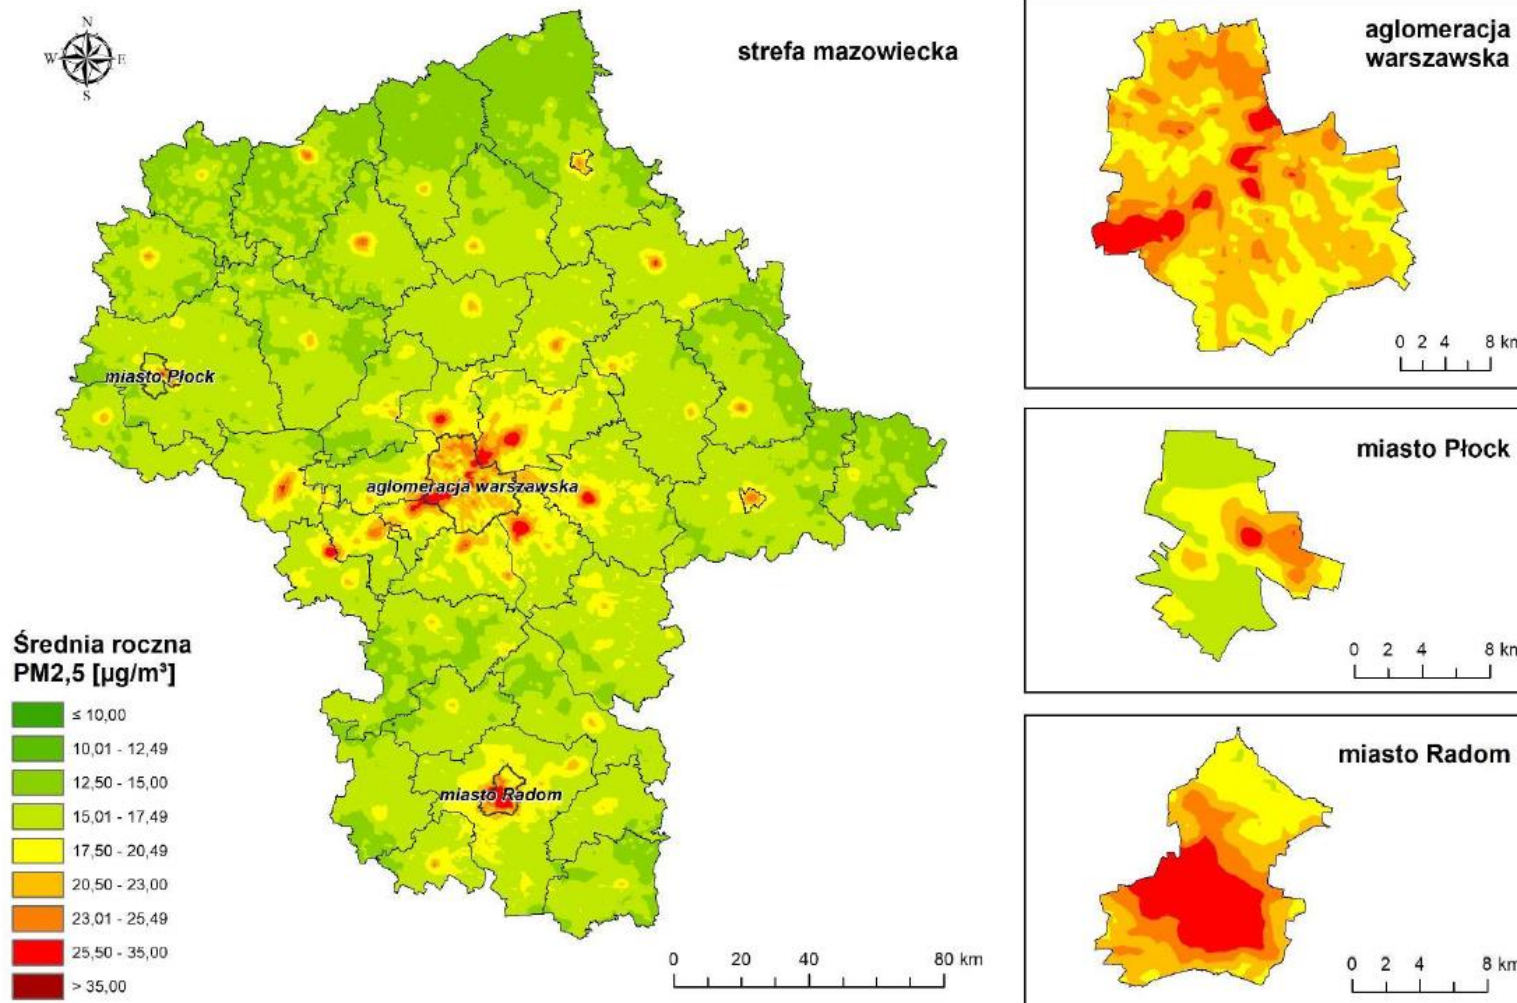 N
W E
S
strefa mazowiecka
miasto Płock
aglomeracja warszawska
miasto Radom
Średnia roczna
PM2,5 [µg/m³]
≤ 10,00
10,01 - 12,49
12,50 - 15,00
15,01 - 17,49
17,50 - 20,49
20,50 - 23,00
23,01 - 25,49
25,50 - 35,00
> 35,00
0 20 40 80 km
aglomeracja
warszawska
0 2 4 8 km
miasto Płock
0 2 4 8 km
miasto Radom
0 2 4 8 km